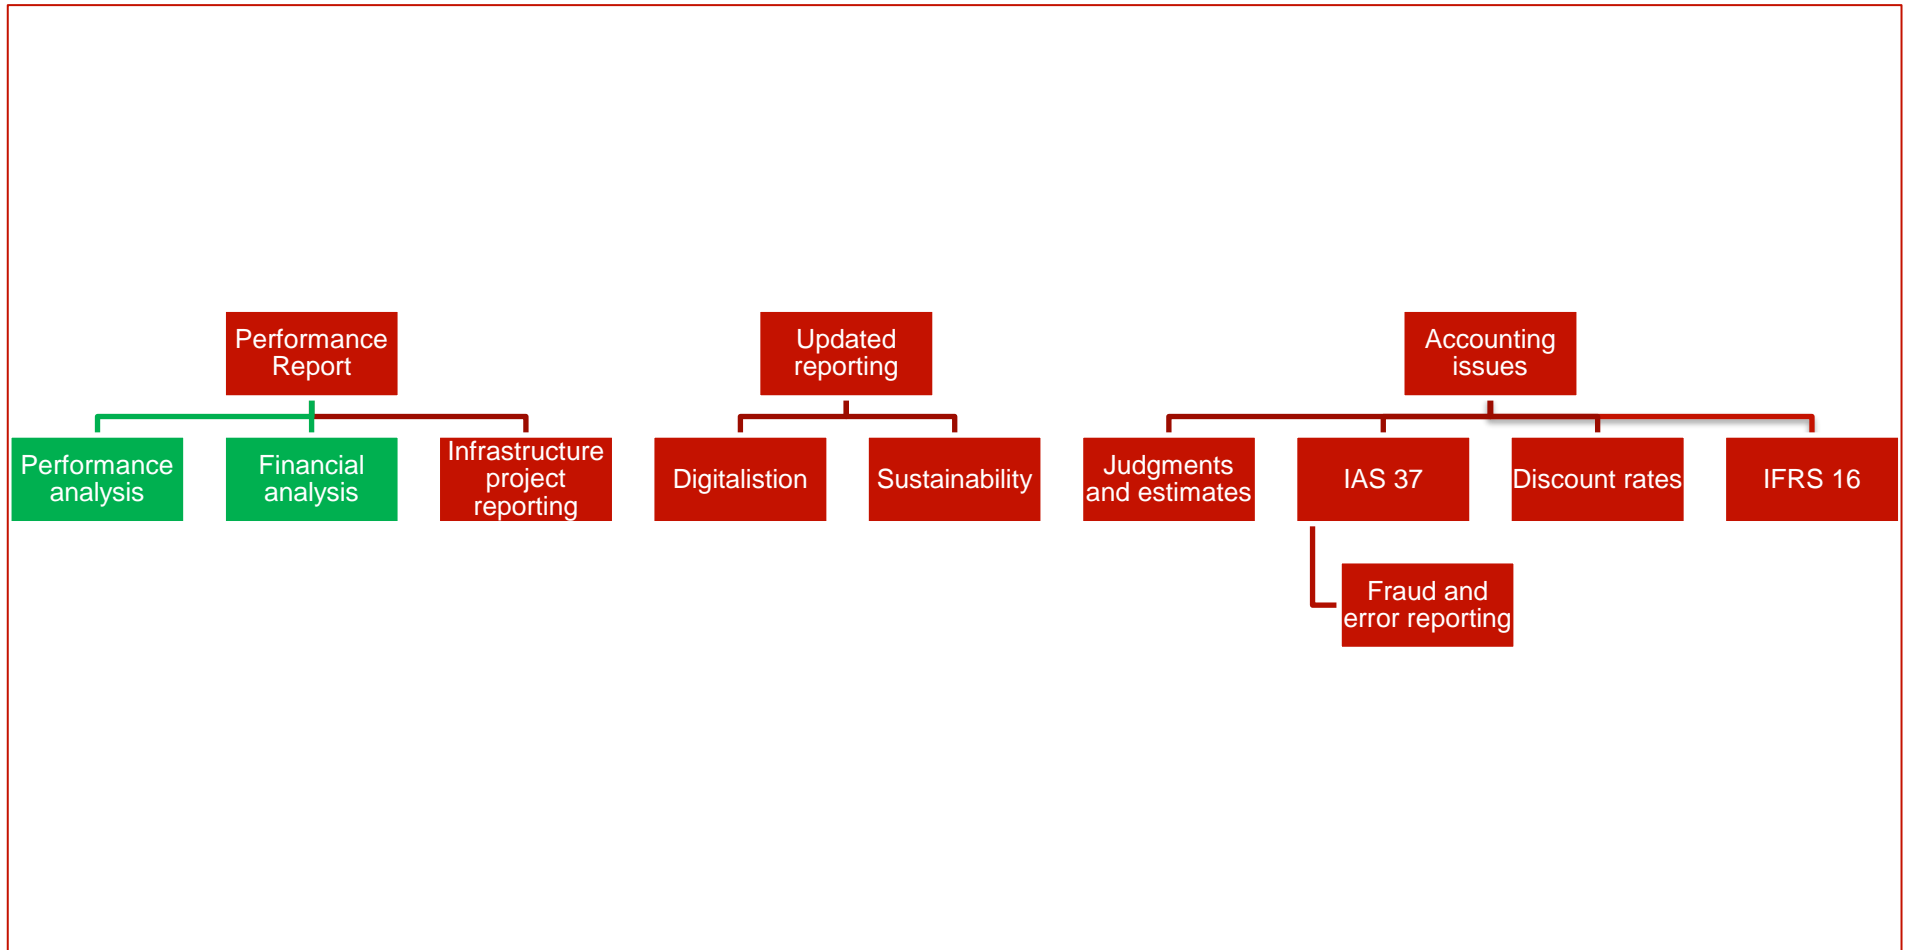 Performance
Report
Updated
reporting
Accounting
issues
Performance
analysis
Financial
analysis
Infrastructure
project
reporting
Digitalistion
Sustainability
Judgments
and estimates
IAS 37
Discount rates
IFRS 16
Fraud and
error reporting